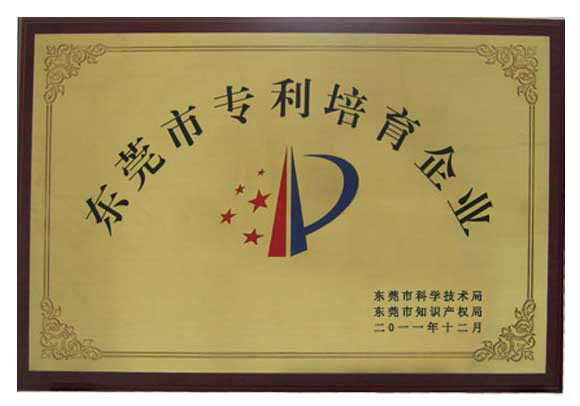 东莞市专利培育企业
东莞市科学技术局
东莞市知识产权局
二0一一年十二月